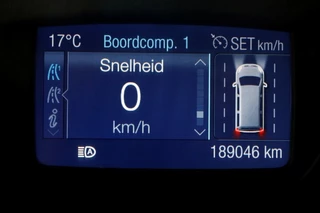 17°C
Boordcomp. 1
SET km/h
Snelheid
0
km/h
189046 km